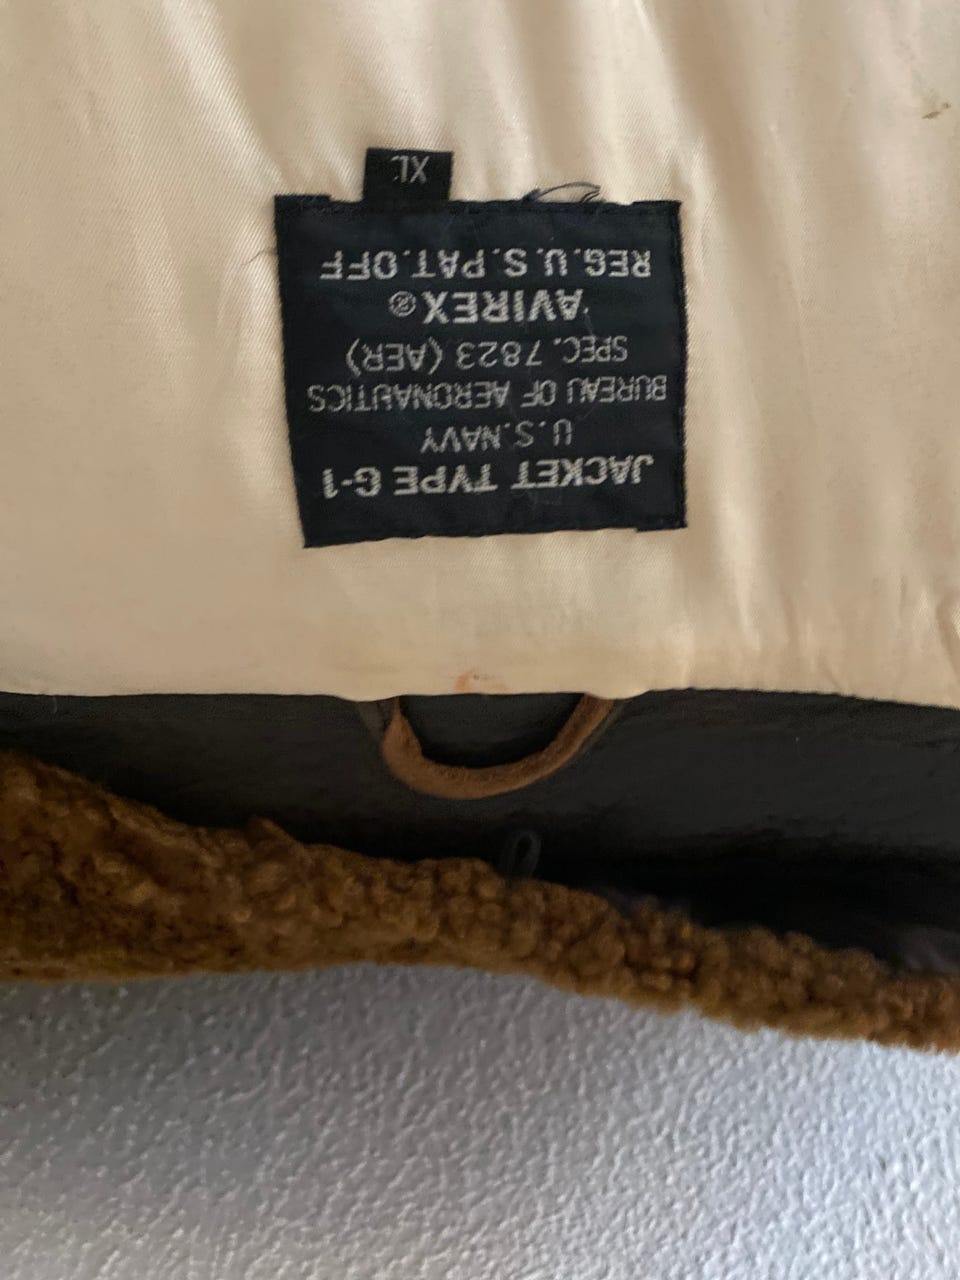 JACKET TYPE G-1
U.S.NAVY
BUREAU OF AERONAUTICS
SPEC. 7823 (AER)
AVIREX®
REG.U.S.PAT.OFF
XL